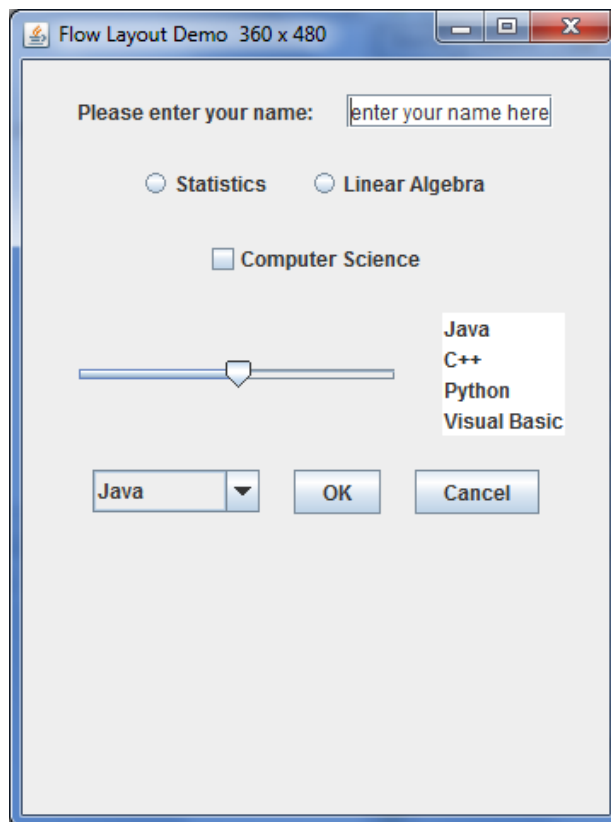 Flow Layout Demo 360 x 480
Please enter your name: enter your name here
Statistics Linear Algebra
Computer Science
Java
C++
Python
Visual Basic
Java OK Cancel